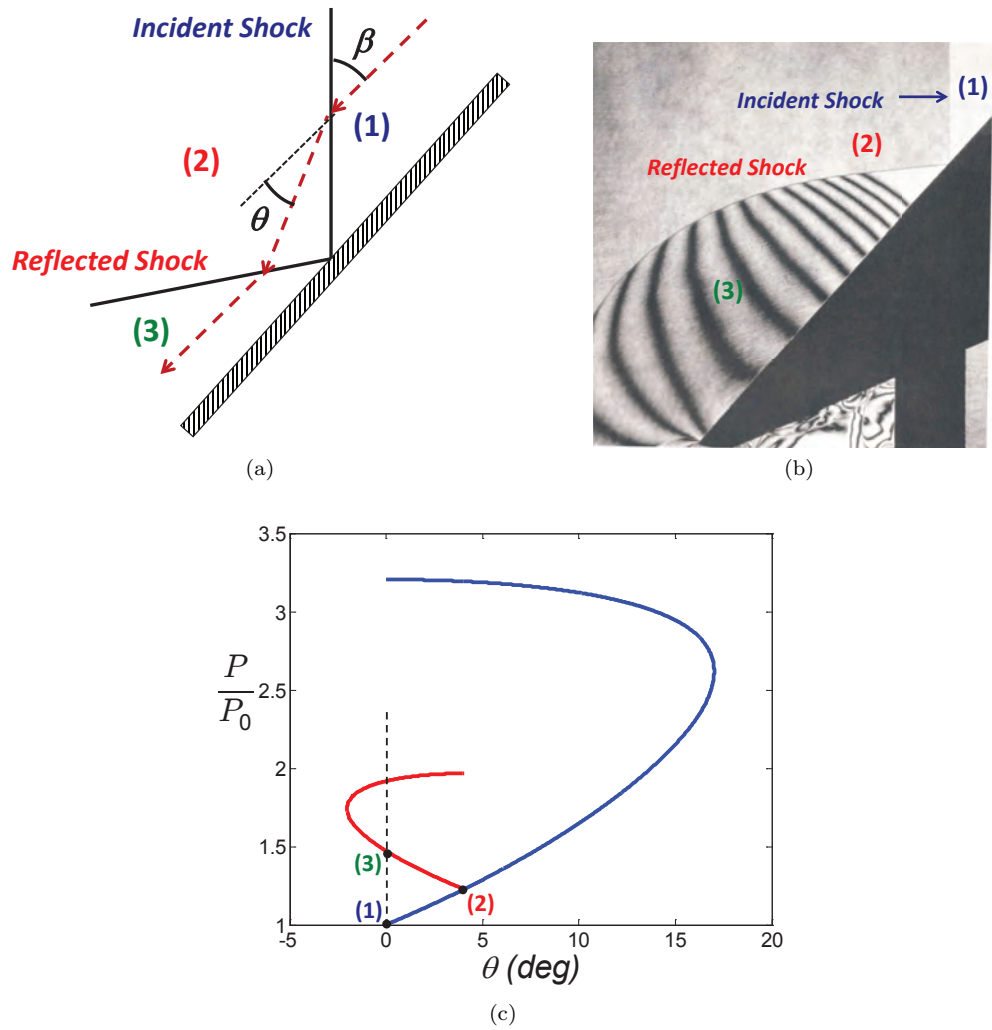 Incident Shock
β
(1)
(2)
θ
Reflected Shock
(3)
(a)
Incident Shock
(1)
(2)
Reflected Shock
(3)
(b)
3.5
3
2.5
2
1.5
1
P
P₀
(3)
(1)
(2)
-5
0
5
10
15
20
θ (deg)
(c)